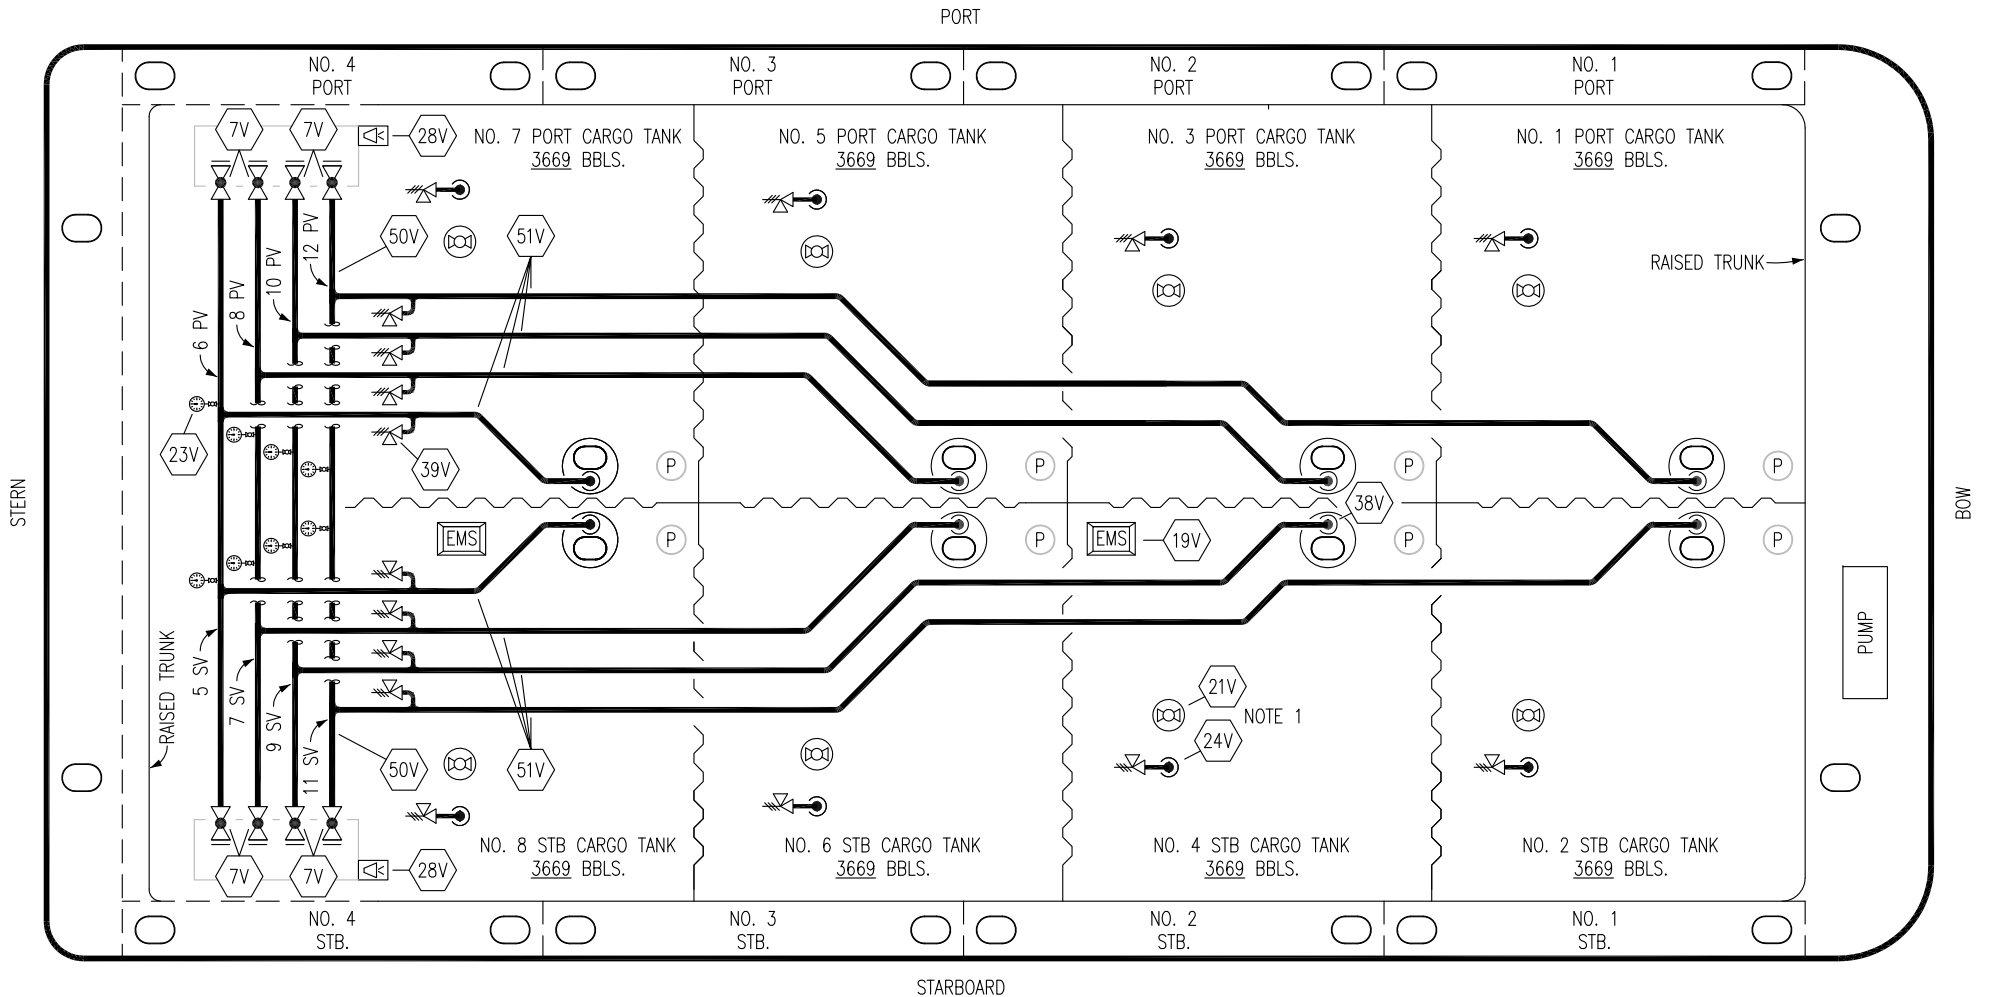 PORT
NO. 4
PORT
NO. 3
PORT
NO. 2
PORT
NO. 1
PORT
7V
7V
28V
NO. 7 PORT CARGO TANK
3669 BBLS.
NO. 5 PORT CARGO TANK
3669 BBLS.
NO. 3 PORT CARGO TANK
3669 BBLS.
NO. 1 PORT CARGO TANK
3669 BBLS.
50V
51V
12 PV
10 PV
8 PV
6 PV
RAISED TRUNK
23V
39V
P
P
P
P
38V
STERN
BOW
EMS
P
P
EMS
19V
P
P
PUMP
RAISED TRUNK
5 SV
7 SV
9 SV
11 SV
21V
NOTE 1
24V
50V
51V
7V
7V
28V
NO. 8 STB CARGO TANK
3669 BBLS.
NO. 6 STB CARGO TANK
3669 BBLS.
NO. 4 STB CARGO TANK
3669 BBLS.
NO. 2 STB CARGO TANK
3669 BBLS.
NO. 4
STB.
NO. 3
STB.
NO. 2
STB.
NO. 1
STB.
STARBOARD